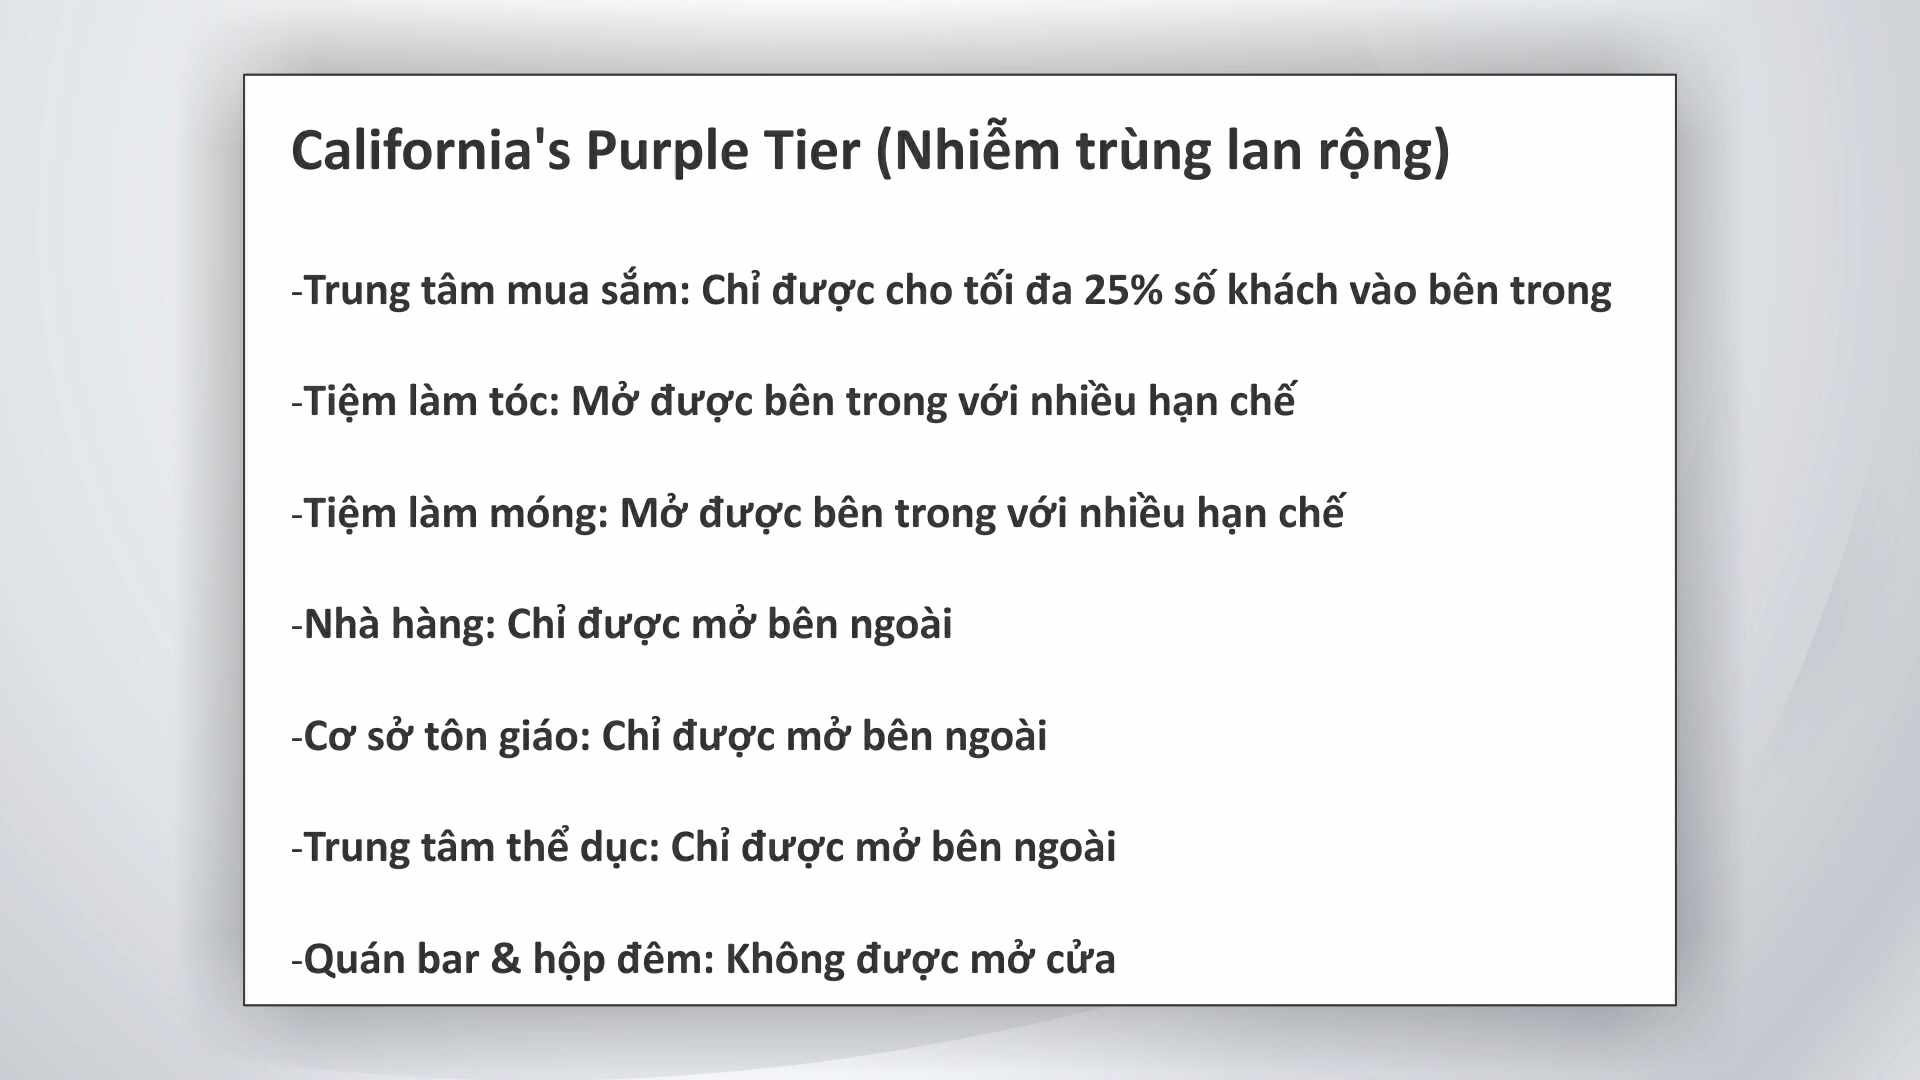 California's Purple Tier (Nhiễm trùng lan rộng)
-Trung tâm mua sắm: Chỉ được cho tối đa 25% số khách vào bên trong
-Tiệm làm tóc: Mở được bên trong với nhiều hạn chế
-Tiệm làm móng: Mở được bên trong với nhiều hạn chế
-Nhà hàng: Chỉ được mở bên ngoài
-Cơ sở tôn giáo: Chỉ được mở bên ngoài
-Trung tâm thể dục: Chỉ được mở bên ngoài
-Quán bar & hộp đêm: Không được mở cửa